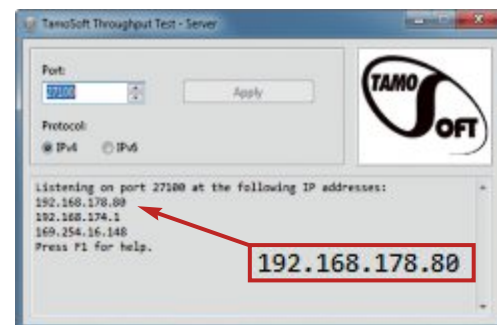 TamoSoft Throughput Test - Server
Port:
27100
Apply
Protocol:
IPv4
IPv6
TAMO
SOFT
Listening on port 27100 at the following IP addresses:
192.168.178.80
192.168.174.1
169.254.16.148
Press F1 for help.
192.168.178.80